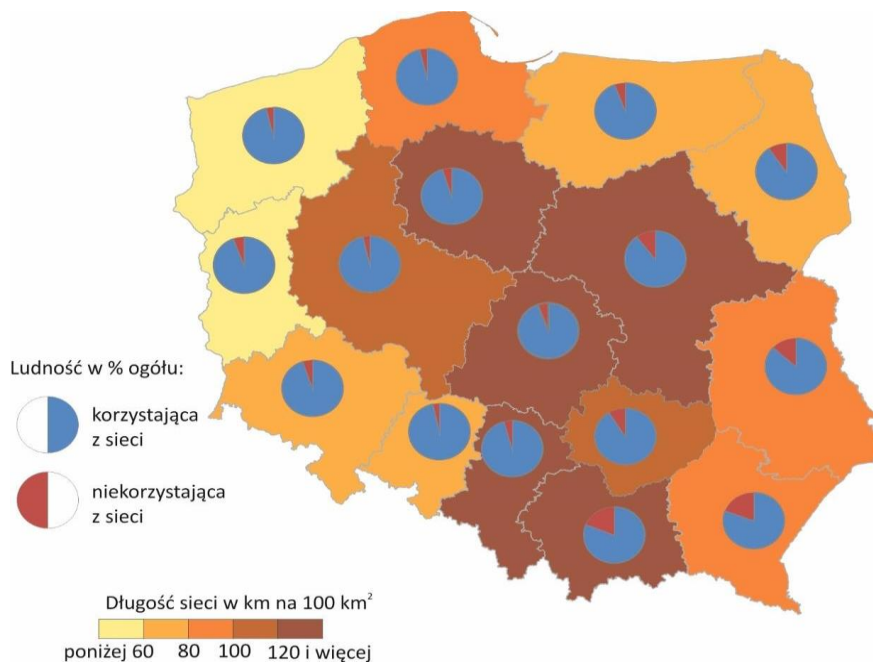 Ludność w % ogółu:
korzystająca
z sieci
niekorzystająca
z sieci
Długość sieci w km na 100 km²
poniżej 60 80 100 120 i więcej